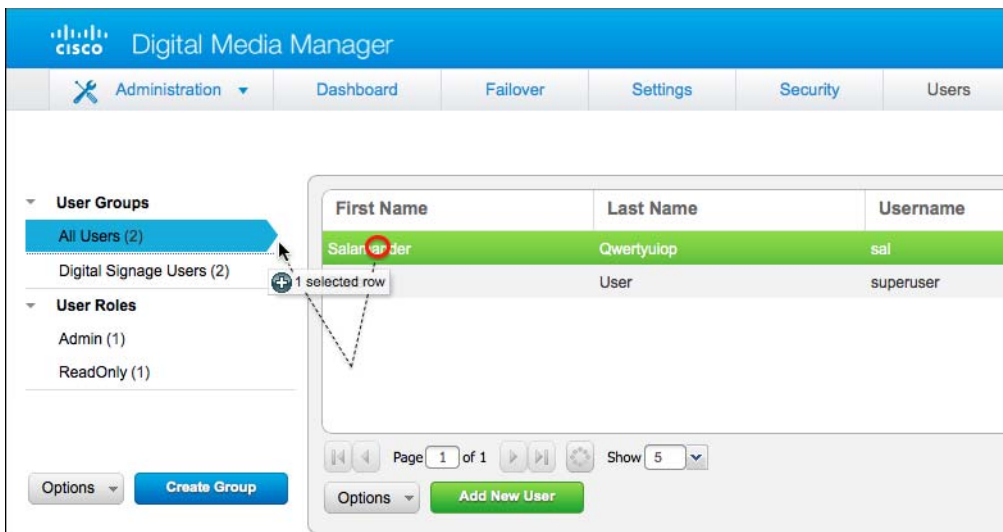 CISCO Digital Media Manager
Administration Dashboard Failover Settings Security Users
User Groups
All Users (2)
Digital Signage Users (2)
User Roles
Admin (1)
ReadOnly (1)
Options Create Group
First Name Last Name Username
Salamander Qwertyuiop sal
User superuser
1 selected row
Page 1 of 1 Show 5
Options Add New User